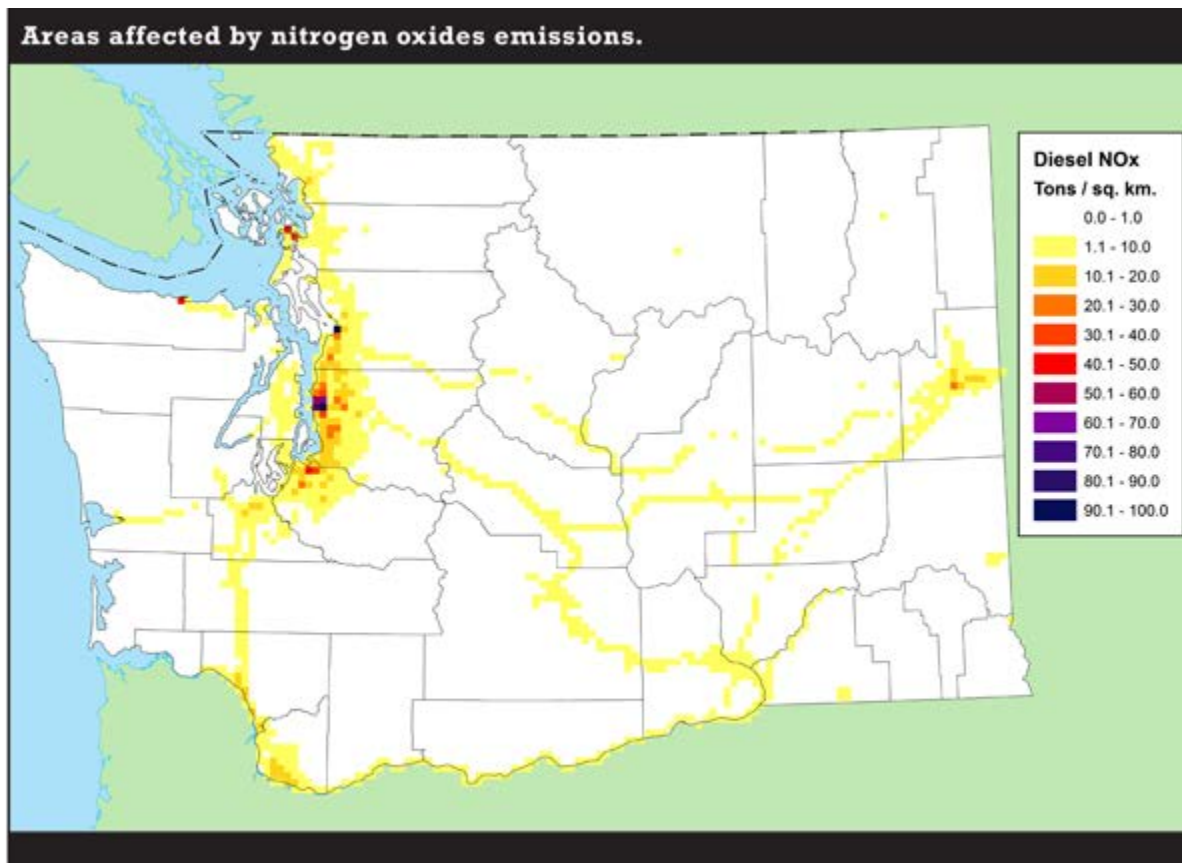 Areas affected by nitrogen oxides emissions.
Diesel NOx
Tons / sq. km.
0.0 - 1.0
1.1 - 10.0
10.1 - 20.0
20.1 - 30.0
30.1 - 40.0
40.1 - 50.0
50.1 - 60.0
60.1 - 70.0
70.1 - 80.0
80.1 - 90.0
90.1 - 100.0